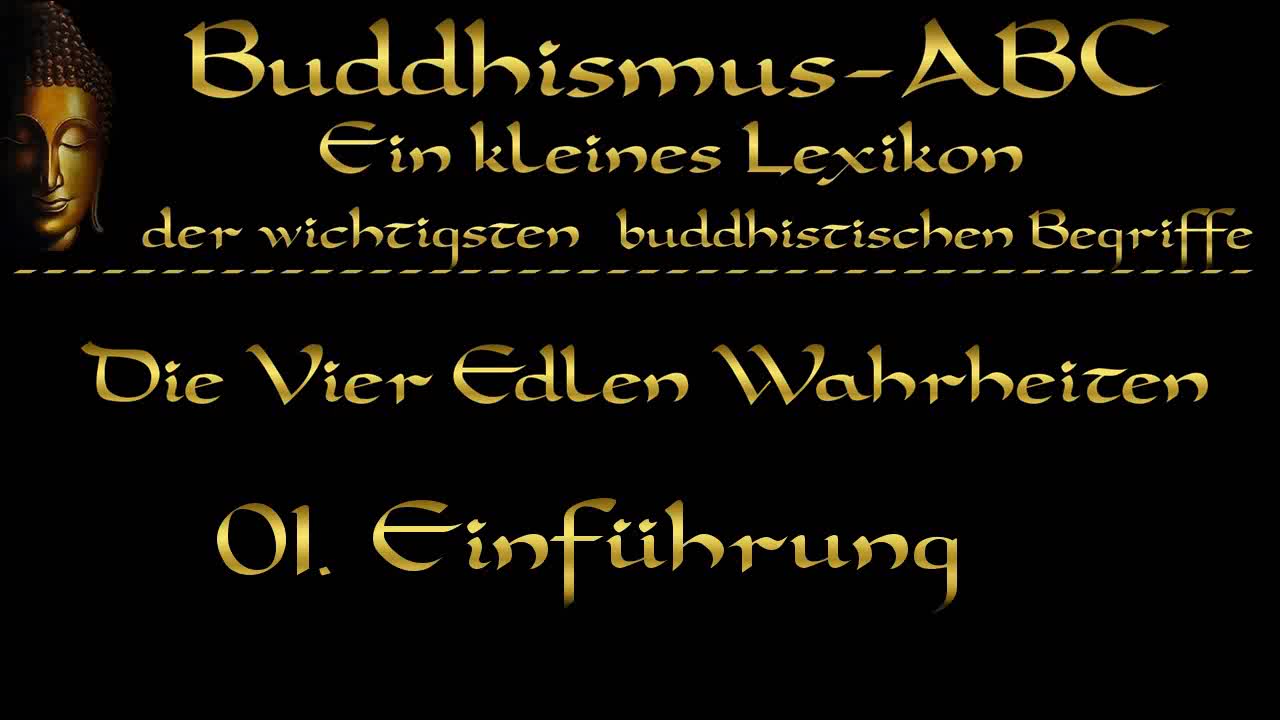 Buddhismus-ABC
Ein kleines Lexikon
der wichtigsten buddhistischen Begriffe
Die Vier Edlen Wahrheiten
01. Einführung